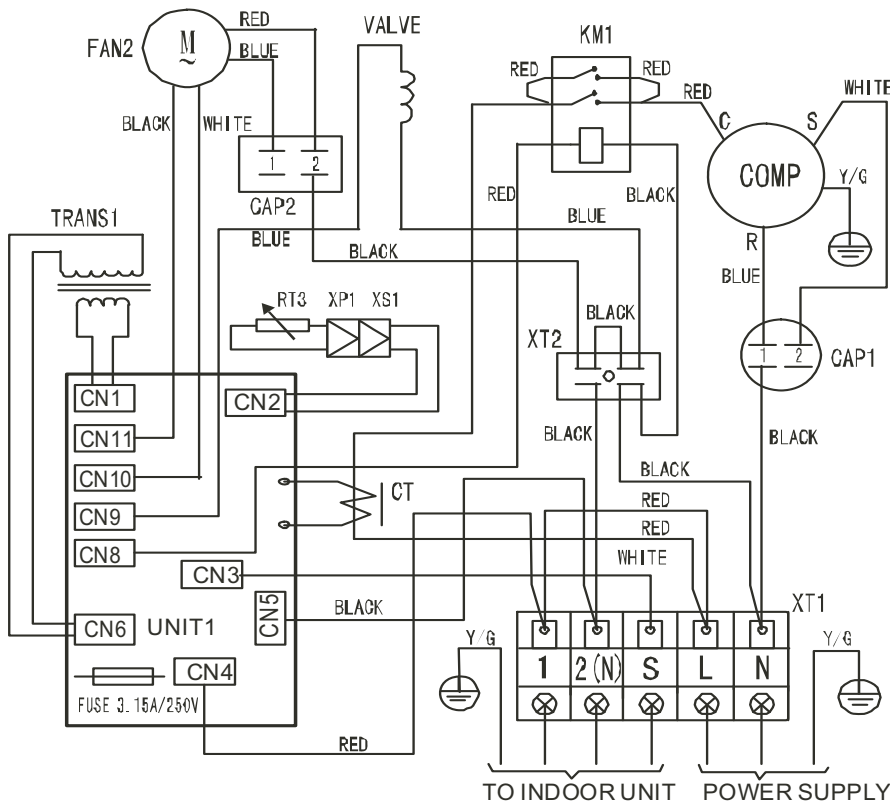 RED
VALVE
KM1
M
~
FAN2
BLUE
RED
RED
RED
WHITE
BLACK
WHITE
C
S
1
2
COMP
Y/G
CAP2
RED
BLACK
TRANS1
BLUE
BLACK
BLUE
R
BLUE
RT3
XP1
XS1
BLACK
XT2
1
2
CAP1
CN1
CN2
CN11
BLACK
BLACK
CN10
BLACK
CT
CN9
RED
RED
CN8
WHITE
CN3
CN5
BLACK
XT1
CN6
UNIT1
Y/G
Y/G
1
2(N)
S
L
N
CN4
FUSE 3.15A/250V
RED
TO INDOOR UNIT
POWER SUPPLY